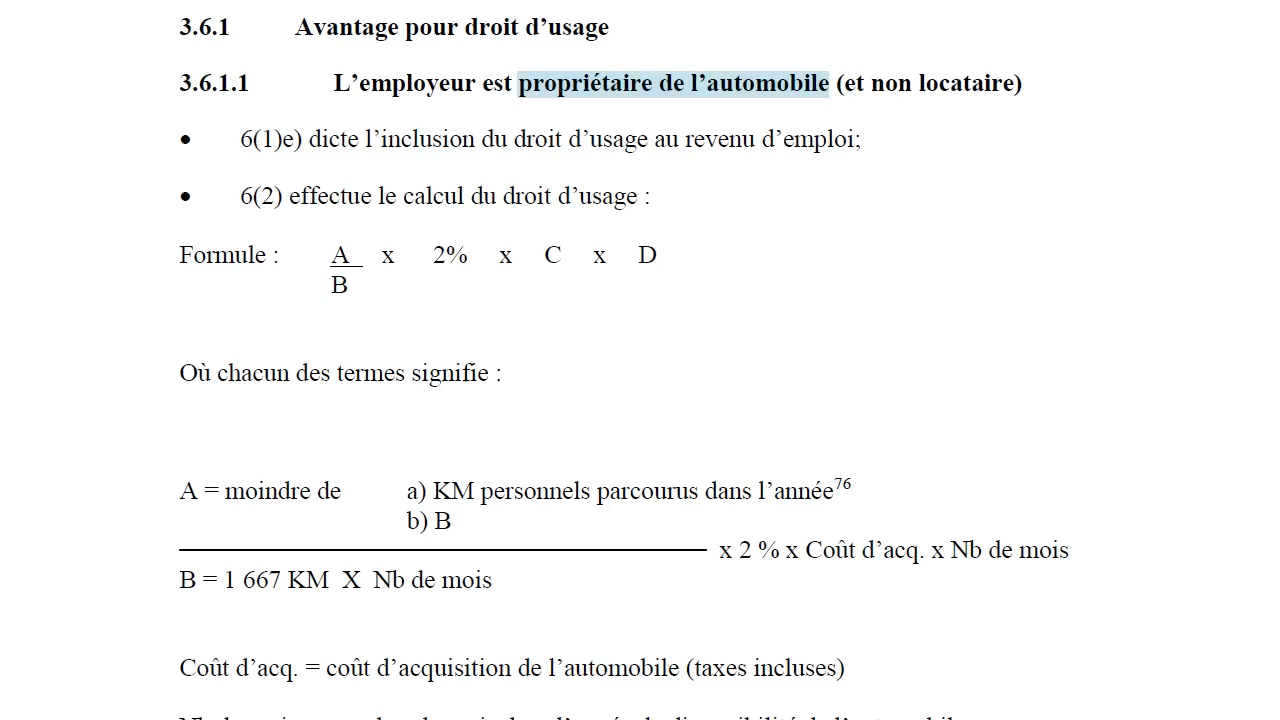 3.6.1 Avantage pour droit d’usage
3.6.1.1 L’employeur est propriétaire de l’automobile (et non locataire)
• 6(1)e) dicte l’inclusion du droit d’usage au revenu d’emploi;
• 6(2) effectue le calcul du droit d’usage :
Formule : A x 2% x C x D
B
Où chacun des termes signifie :
A = moindre de a) KM personnels parcourus dans l’année76
b) B
x 2 % x Coût d’acq. x Nb de mois
B = 1 667 KM X Nb de mois
Coût d’acq. = coût d’acquisition de l’automobile (taxes incluses)